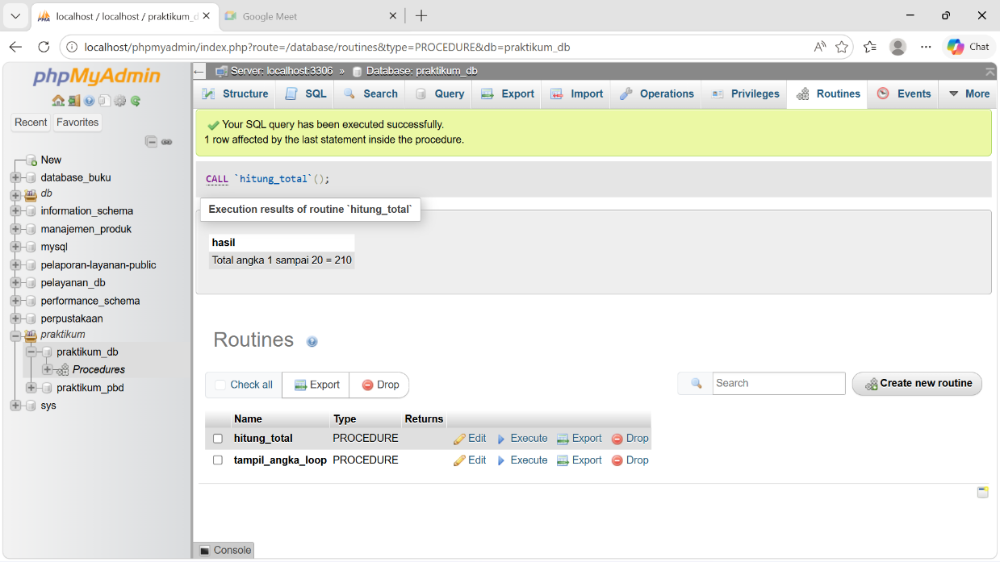 localhost / localhost / praktikum_d
Google Meet
localhost/phpmyadmin/index.php?route=/database/routines&type=PROCEDURE&db=praktikum_db
Chat
phpMyAdmin
Recent
Favorites
New
database_buku
db
information_schema
manajemen_produk
mysql
pelaporan-layanan-public
pelayanan_db
performance_schema
perpustakaan
praktikum
praktikum_db
Procedures
praktikum_pbd
sys
Server: localhost:3306 » Database: praktikum_db
Structure SQL Search Query Export Import Operations Privileges Routines Events More
Your SQL query has been executed successfully.
1 row affected by the last statement inside the procedure.
CALL `hitung_total`();
Execution results of routine `hitung_total`
hasil
Total angka 1 sampai 20 = 210
Routines
Check all Export Drop Search Create new routine
Name Type Returns
hitung_total PROCEDURE Edit Execute Export Drop
tampil_angka_loop PROCEDURE Edit Execute Export Drop
Console